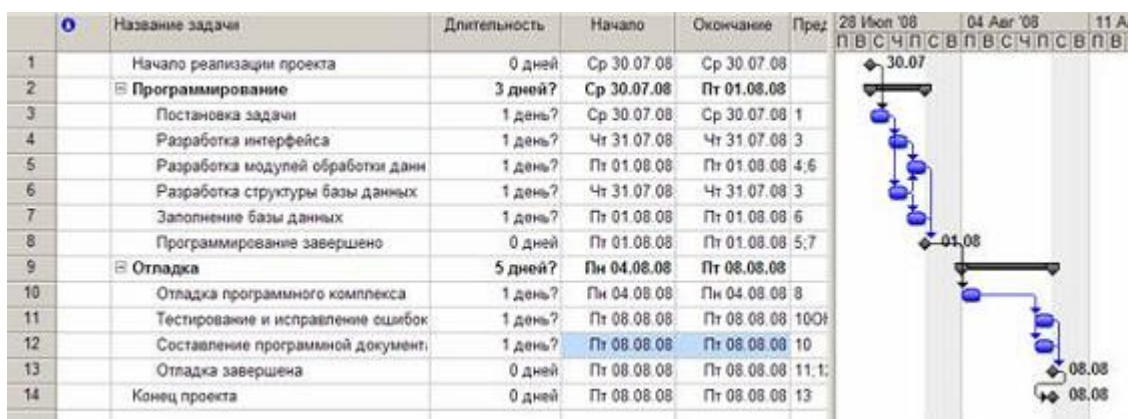 Название задачи Длительность Начало Окончание Пред 28 Июл '08 04 Авг '08 11 А
П В С Ч П С В П В С Ч П С В П В
1 Начало реализации проекта 0 дней Ср 30.07.08 Ср 30.07.08 30.07
2 Программирование 3 дней? Ср 30.07.08 Пт 01.08.08
3 Постановка задачи 1 день? Ср 30.07.08 Ср 30.07.08 1
4 Разработка интерфейса 1 день? Чт 31.07.08 Чт 31.07.08 3
5 Разработка модулей обработки данн 1 день? Пт 01.08.08 Пт 01.08.08 4;6
6 Разработка структуры базы данных 1 день? Чт 31.07.08 Чт 31.07.08 3
7 Заполнение базы данных 1 день? Пт 01.08.08 Пт 01.08.08 6
8 Программирование завершено 0 дней Пт 01.08.08 Пт 01.08.08 5;7 01.08
9 Отладка 5 дней? Пн 04.08.08 Пт 08.08.08
10 Отладка программного комплекса 1 день? Пн 04.08.08 Пн 04.08.08 8
11 Тестирование и исправление ошибок 1 день? Пт 08.08.08 Пт 08.08.08 10ОН
12 Составление программной документ 1 день? Пт 08.08.08 Пт 08.08.08 10
13 Отладка завершена 0 дней Пт 08.08.08 Пт 08.08.08 11;1 08.08
14 Конец проекта 0 дней Пт 08.08.08 Пт 08.08.08 13 08.08